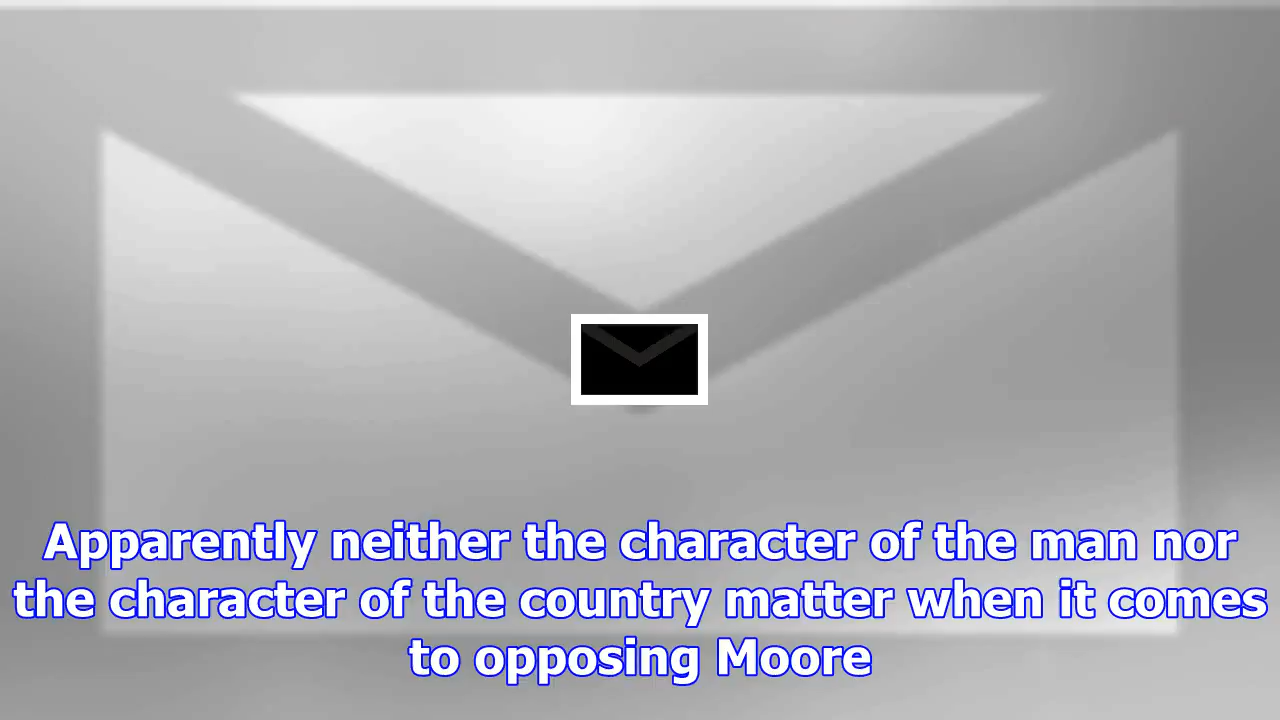 Apparently neither the character of the man nor
the character of the country matter when it comes
to opposing Moore